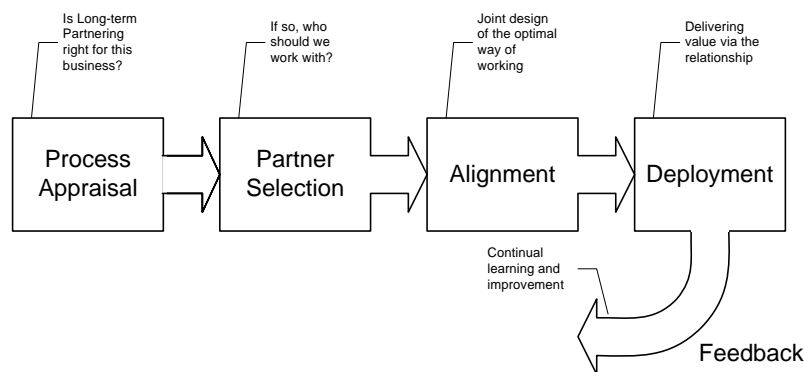 Is Long-term
Partnering
right for this
business?
If so, who
should we
work with?
Joint design
of the optimal
way of
working
Delivering
value via the
relationship
Process
Appraisal
Partner
Selection
Alignment
Deployment
Continual
learning and
improvement
Feedback